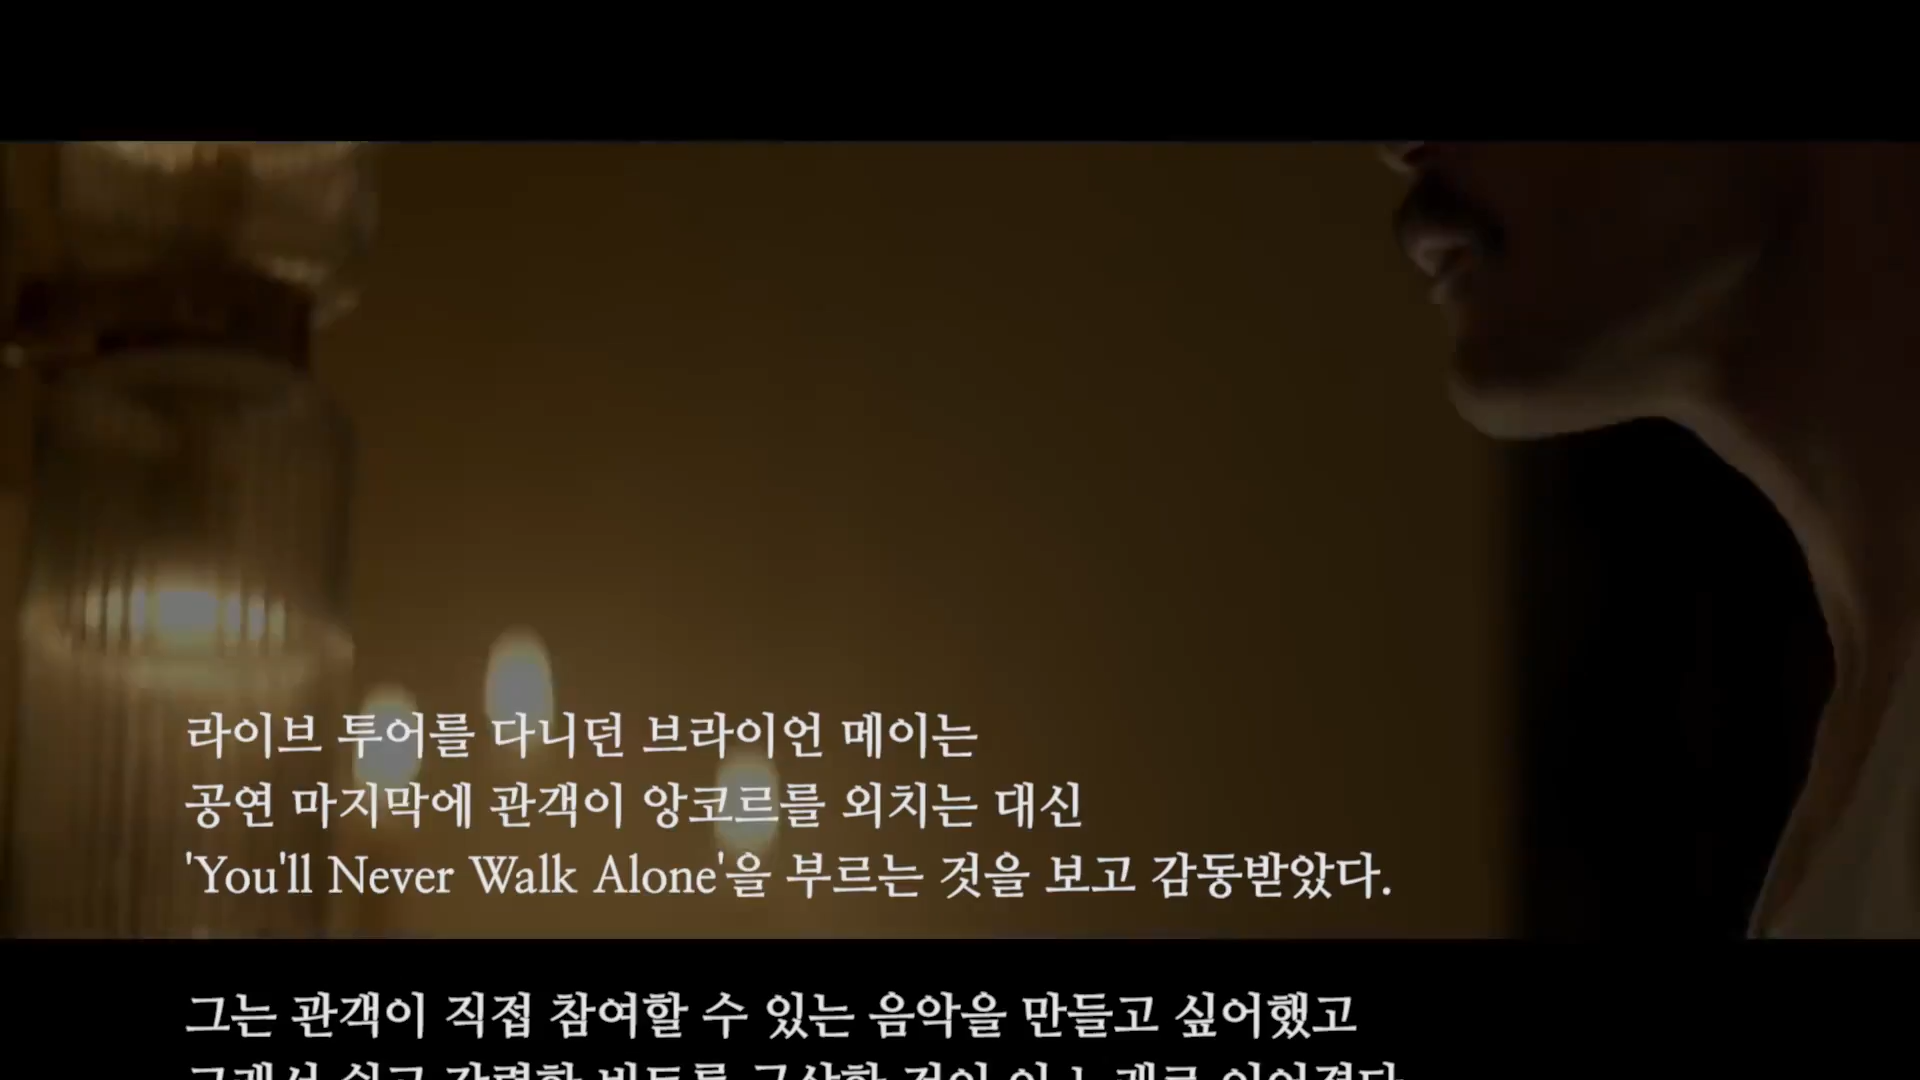 라이브 투어를 다니던 브라이언 메이는
공연 마지막에 관객이 앙코르를 외치는 대신
'You'll Never Walk Alone'을 부르는 것을 보고 감동받았다.
그는 관객이 직접 참여할 수 있는 음악을 만들고 싶어했고